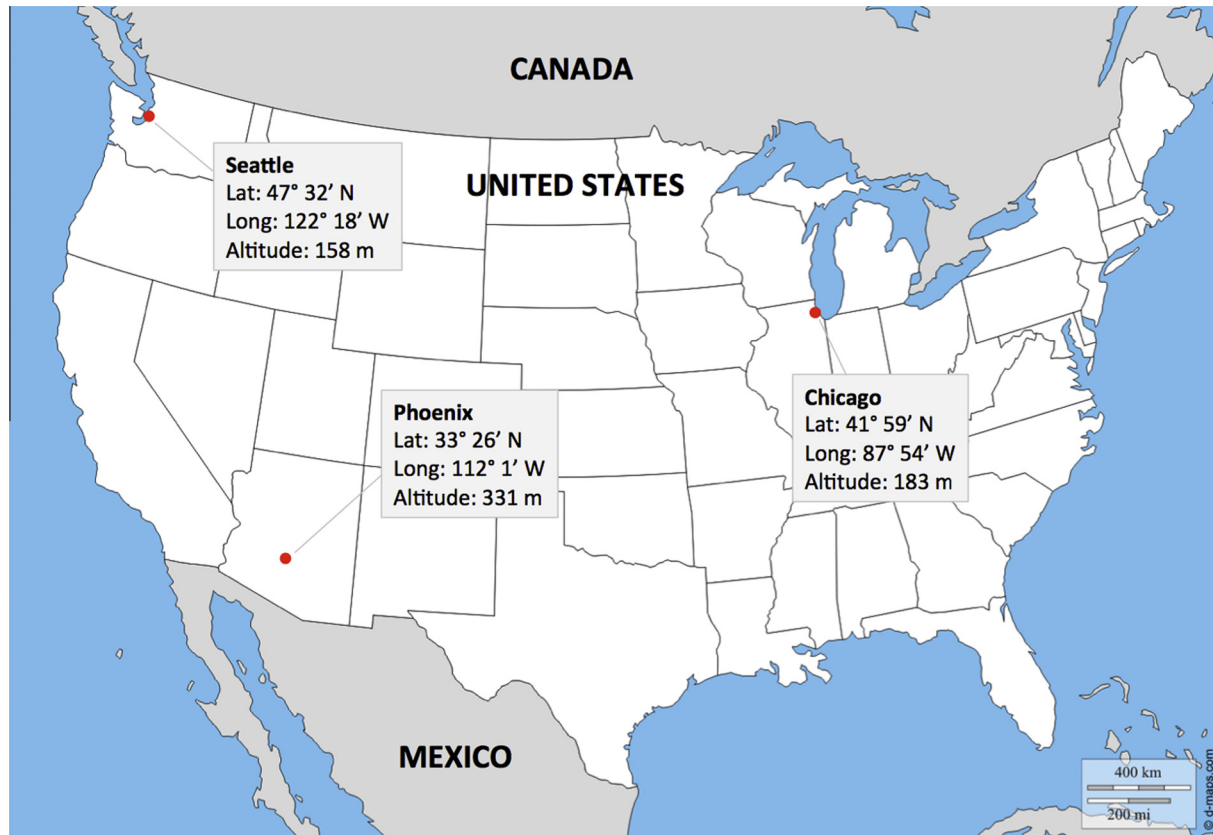 CANADA
Seattle
Lat: 47° 32’ N
Long: 122° 18’ W
Altitude: 158 m
UNITED STATES
Phoenix
Lat: 33° 26’ N
Long: 112° 1’ W
Altitude: 331 m
Chicago
Lat: 41° 59’ N
Long: 87° 54’ W
Altitude: 183 m
MEXICO
400 km
200 mi
© d-maps.com